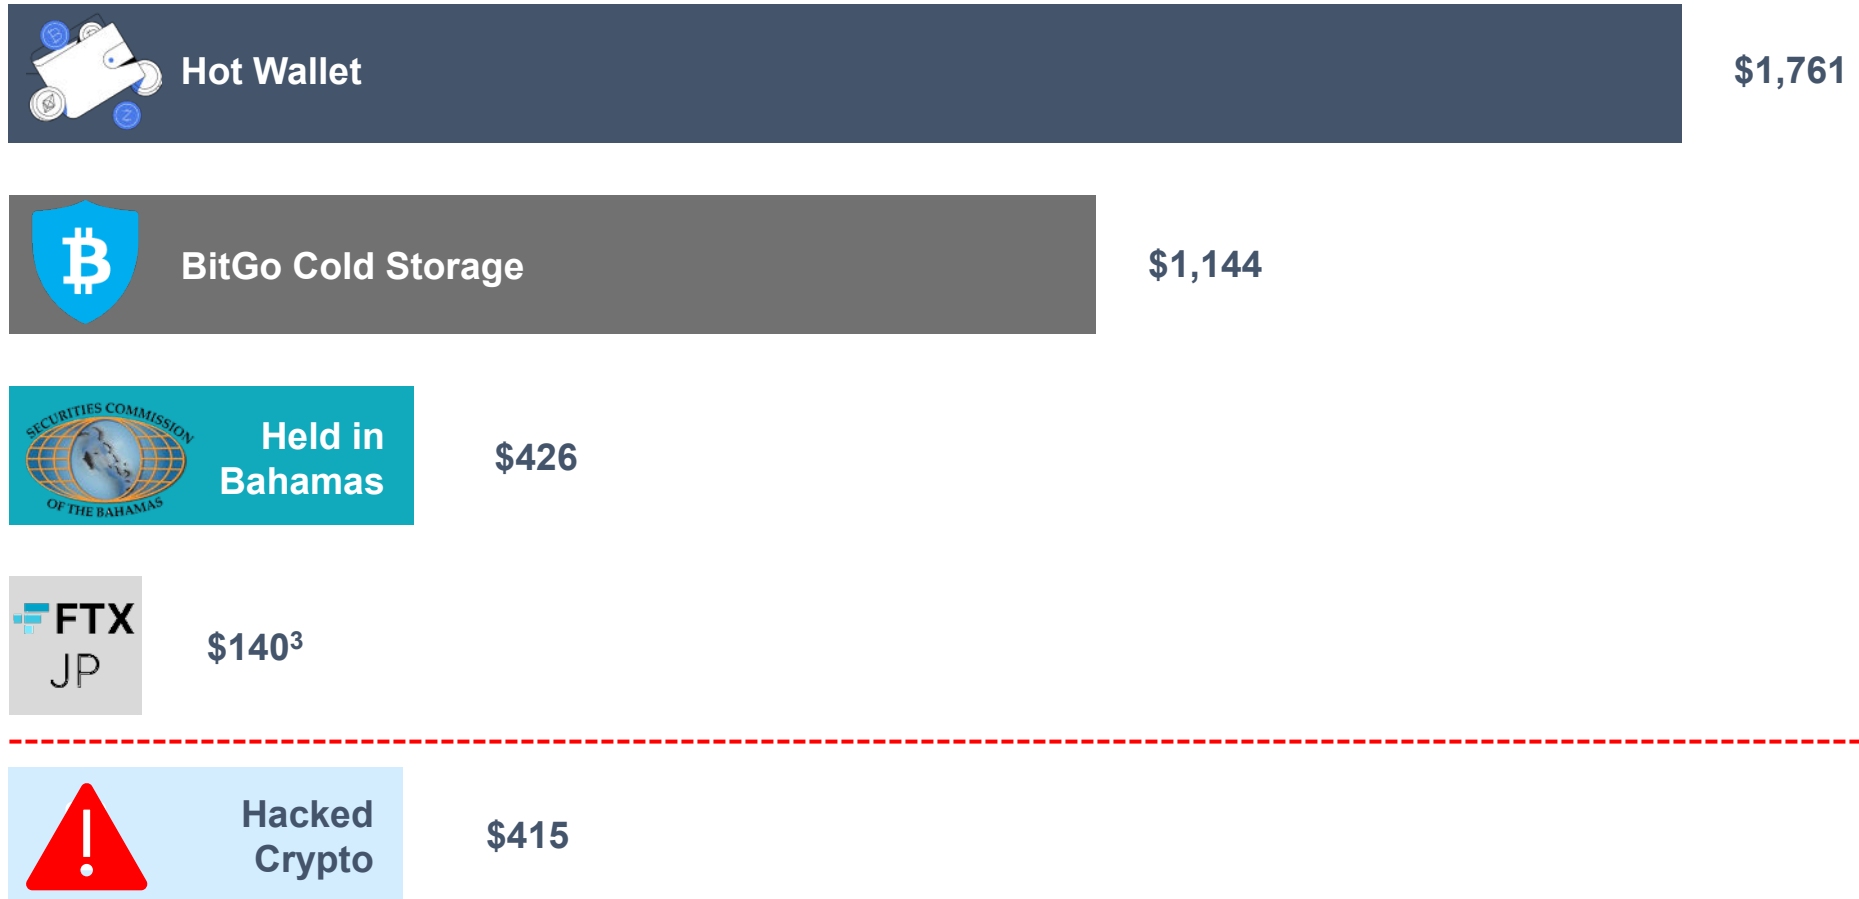 Hot Wallet
$1,761
BitGo Cold Storage
$1,144
SECURITIES COMMISSION
OF THE BAHAMAS
Held in
Bahamas
$426
FTX
JP
$140³
Hacked
Crypto
$415